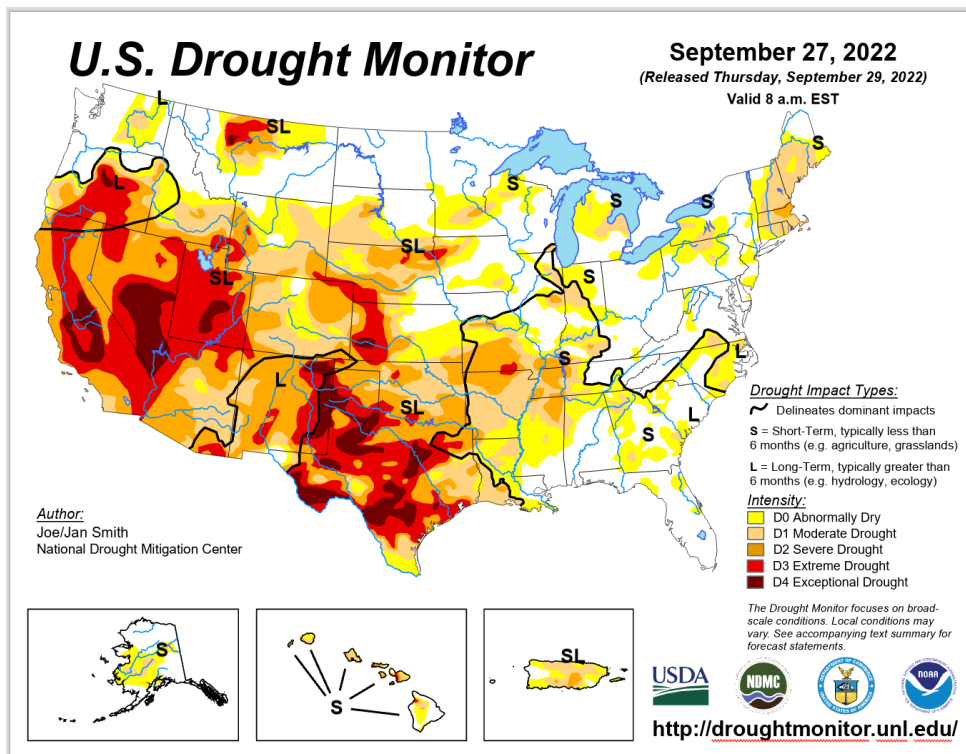 U.S. Drought Monitor
September 27, 2022
(Released Thursday, September 29, 2022)
Valid 8 a.m. EST
L
SL
S
L
S
S
S
SL
SL
S
L
S
L
SL
L
S
Drought Impact Types:
Delineates dominant impacts
S = Short-Term, typically less than
6 months (e.g. agriculture, grasslands)
L = Long-Term, typically greater than
6 months (e.g. hydrology, ecology)
Intensity:
D0 Abnormally Dry
D1 Moderate Drought
D2 Severe Drought
D3 Extreme Drought
D4 Exceptional Drought
Author:
Joe/Jan Smith
National Drought Mitigation Center
The Drought Monitor focuses on broad-
scale conditions. Local conditions may
vary. See accompanying text summary for
forecast statements.
S
S
SL
USDA
NDMC
NOAA
http://droughtmonitor.unl.edu/